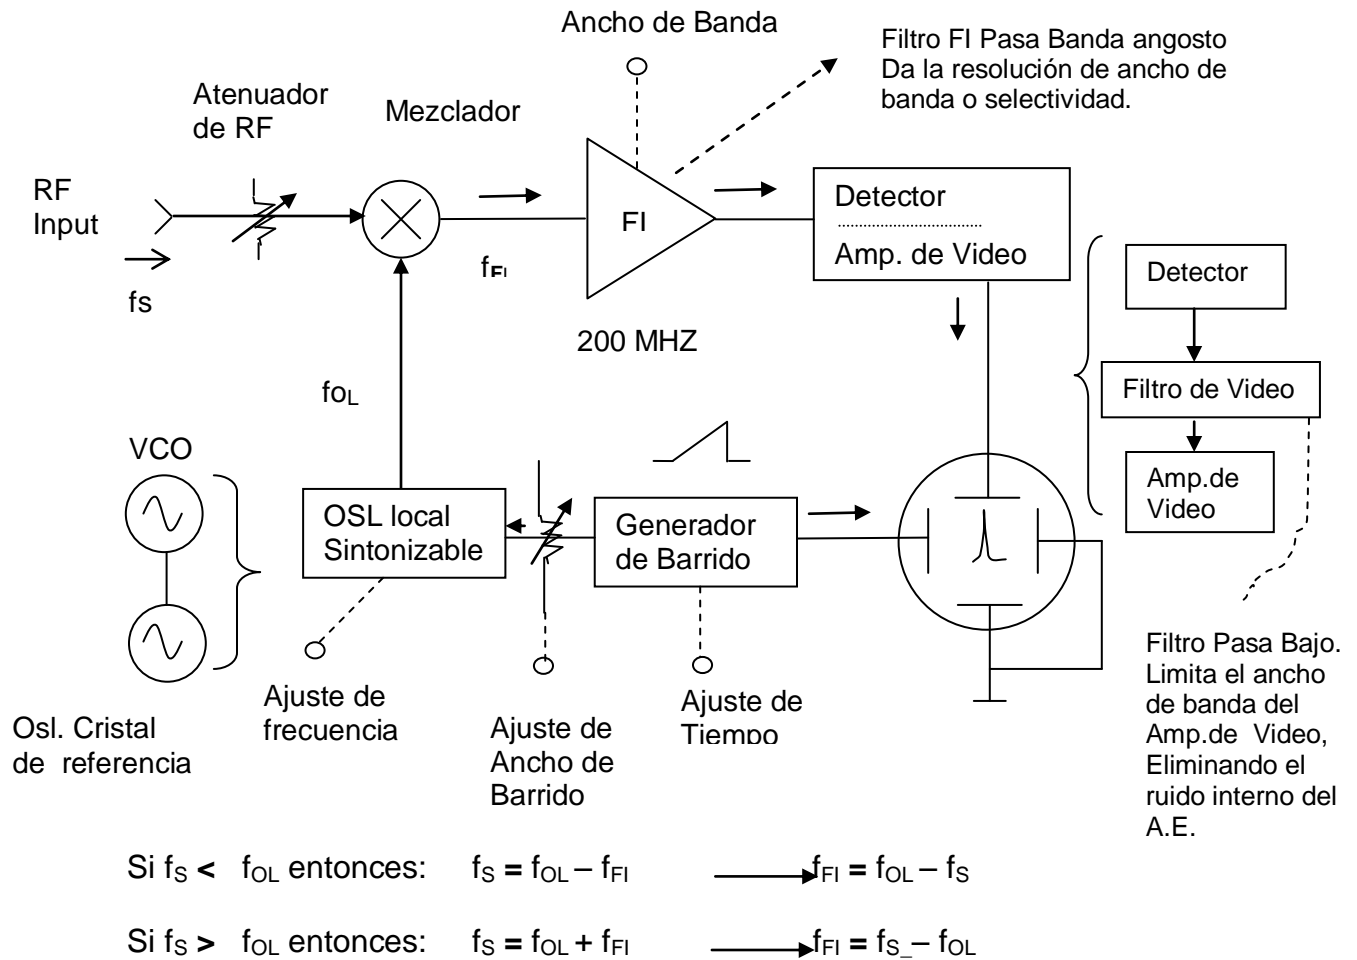 Ancho de Banda
Filtro FI Pasa Banda angosto
Da la resolución de ancho de
banda o selectividad.
Atenuador
de RF
Mezclador
RF
Input
fs
FI
fFI
200 MHZ
Detector
Amp. de Video
Detector
Filtro de Video
Amp.de
Video
foL
VCO
OSL local
Sintonizable
Generador
de Barrido
Osl. Cristal
de referencia
Ajuste de
frecuencia
Ajuste de
Ancho de
Barrido
Ajuste de
Tiempo
Filtro Pasa Bajo.
Limita el ancho
de banda del
Amp.de Video,
Eliminando el
ruido interno del
A.E.
Si fS < fOL entonces: fS = fOL – fFI fFI = fOL – fS
Si fS > fOL entonces: fS = fOL + fFI fFI = fS_– fOL